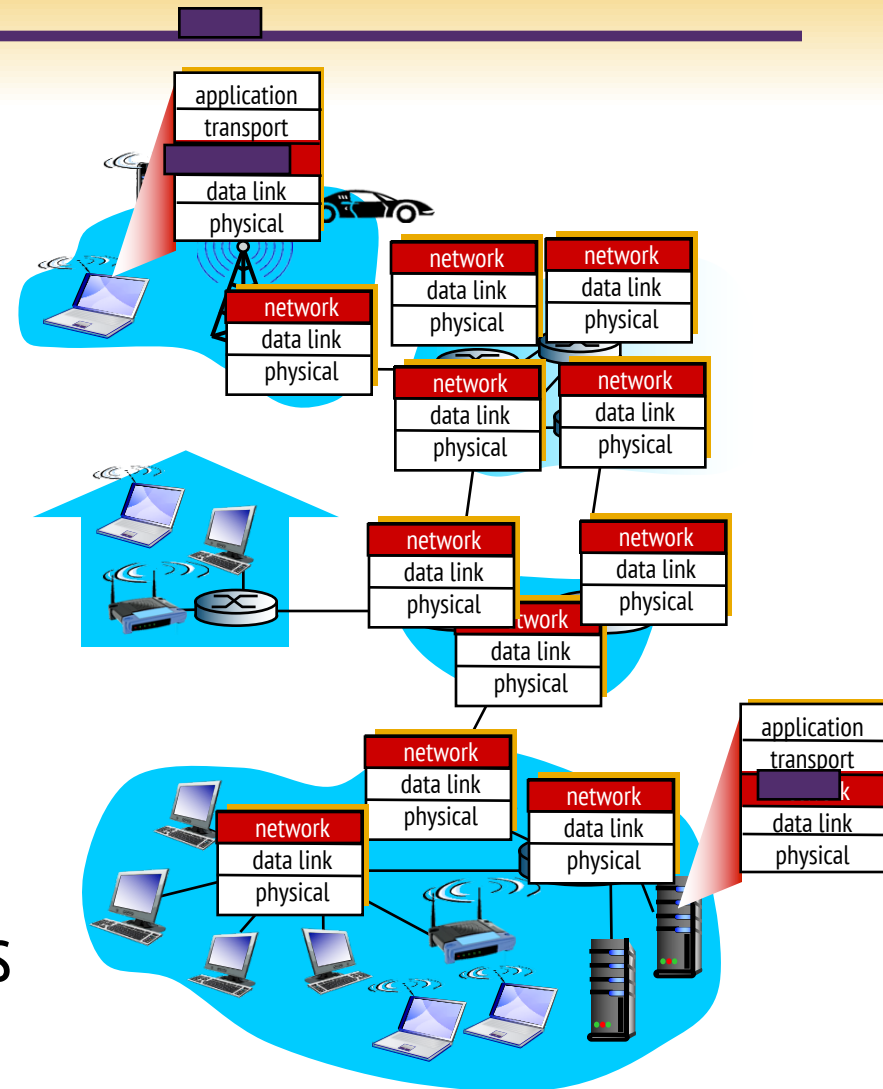 application
transport
data link
physical
network
data link
physical
network
data link
physical
network
data link
physical
network
data link
physical
network
data link
physical
network
data link
physical
network
data link
physical
data link
physical
application
transport
k
data link
physical
network
data link
physical
network
data link
physical
network
data link
physical
s